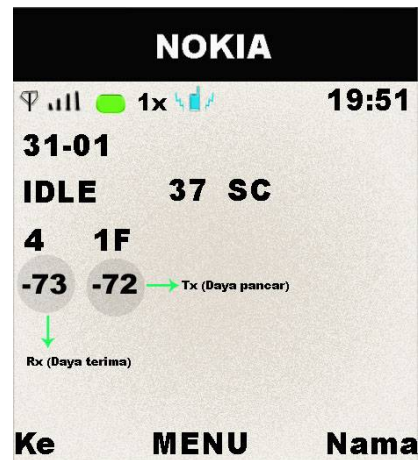 NOKIA
1x 19:51
31-01
IDLE 37 SC
4 1F
-73 -72 Tx (Daya pancar)
Rx (Daya terima)
Ke MENU Nama